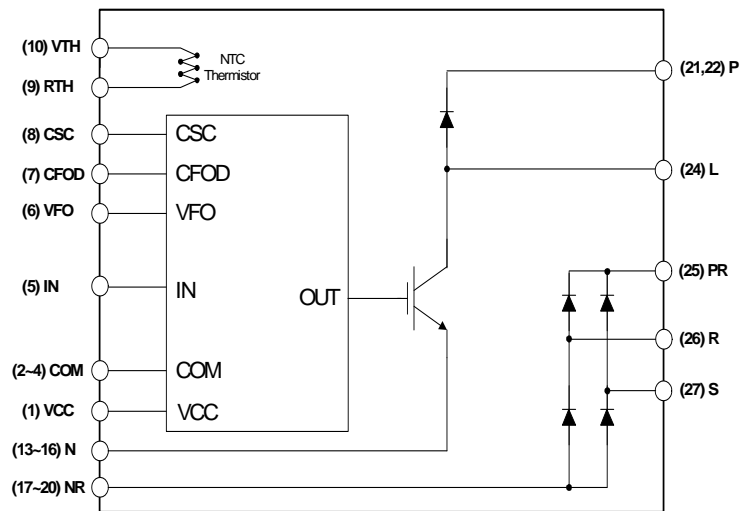 (10) VTH
NTC
Thermistor
(9) RTH
(8) CSC
(7) CFOD
(6) VFO
(5) IN
(2~4) COM
(1) VCC
(13~16) N
(17~20) NR
CSC
CFOD
VFO
IN
OUT
COM
VCC
(21,22) P
(24) L
(25) PR
(26) R
(27) S